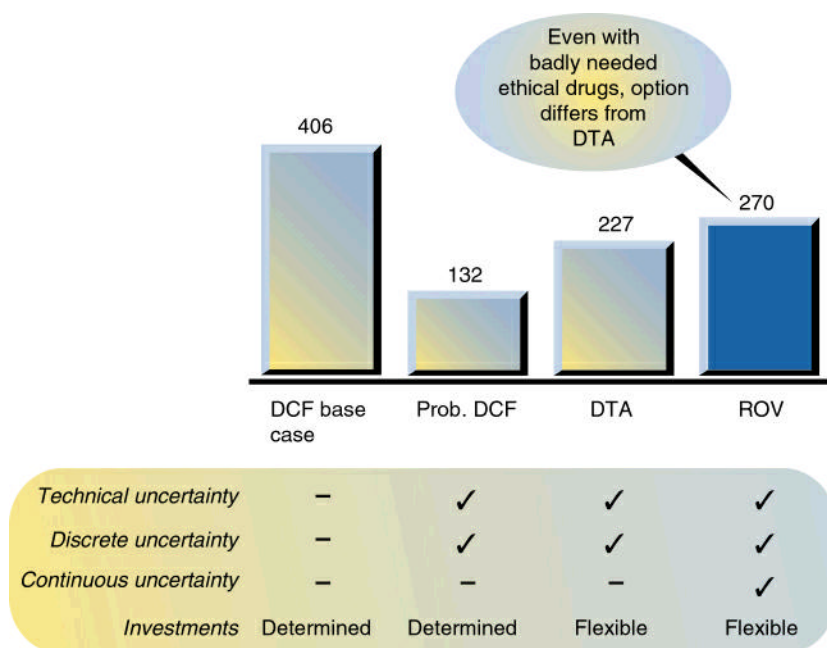 Even with
badly needed
ethical drugs, option
differs from
DTA
406
132
227
270
DCF base
case
Prob. DCF
DTA
ROV
Technical uncertainty – ✓ ✓ ✓
Discrete uncertainty – ✓ ✓ ✓
Continuous uncertainty – – – ✓
Investments Determined Determined Flexible Flexible